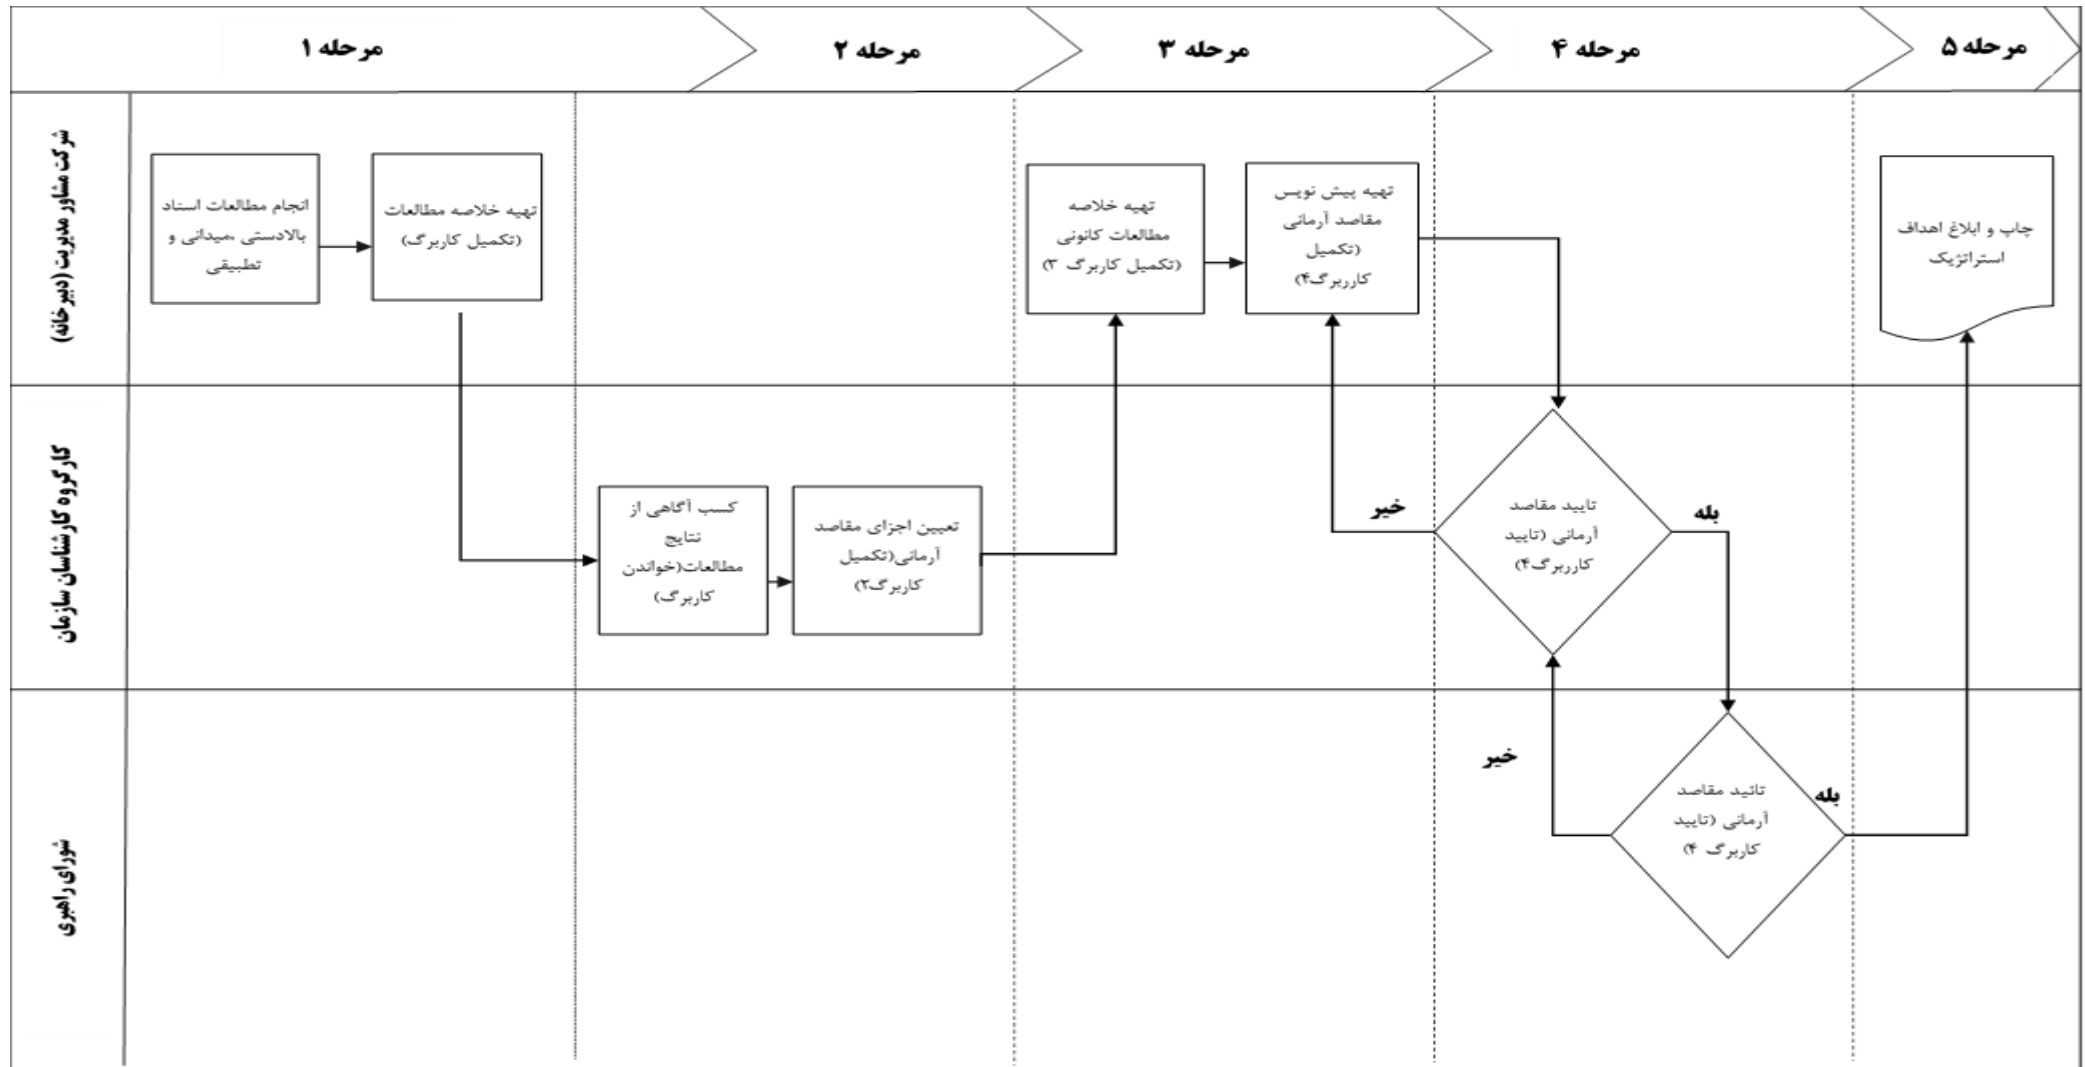 مرحله ۱
مرحله ۲
مرحله ۳
مرحله ۴
مرحله ۵
شرکت مشاور مدیریت (دبیرخانه)
انجام مطالعات اسناد
بالادستی ،میدانی و
تطبیقی
تهیه خلاصه مطالعات
(تکمیل کاربرگ)
تهیه خلاصه
مطالعات کانونی
(تکمیل کاربرگ ۳)
تهیه پیش نویس
مقاصد آرمانی
(تکمیل
کارربرگ۴)
چاپ و ابلاغ اهداف
استراتژیک
کارگروه کارشناسان سازمان
کسب آگاهی از
نتایج
مطالعات(خواندن
کاربرگ)
تعیین اجزای مقاصد
آرمانی(تکمیل
کاربرگ۲)
خیر
تایید مقاصد
آرمانی (تایید
کارربرگ۴)
بله
شورای راهبری
خیر
تائید مقاصد
آرمانی (تایید
کاربرگ ۴)
بله